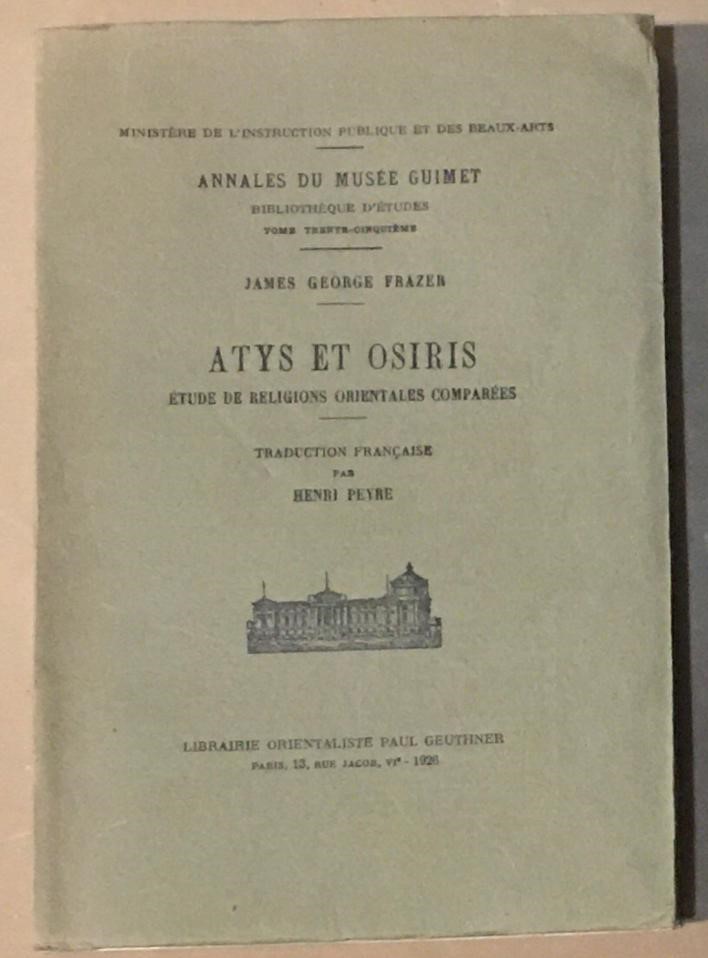 MINISTÈRE DE L'INSTRUCTION PUBLIQUE ET DES BEAUX-ARTS
ANNALES DU MUSÉE GUIMET
BIBLIOTHÈQUE D'ÉTUDES
TOME TRENTE-CINQUIÈME
JAMES GEORGE FRAZER
ATYS ET OSIRIS
ÉTUDE DE RELIGIONS ORIENTALES COMPARÉES
TRADUCTION FRANÇAISE
PAR
HENRI PEYRE
LIBRAIRIE ORIENTALISTE PAUL GEUTHNER
PARIS, 13, RUE JACOB, VIᵉ - 1926